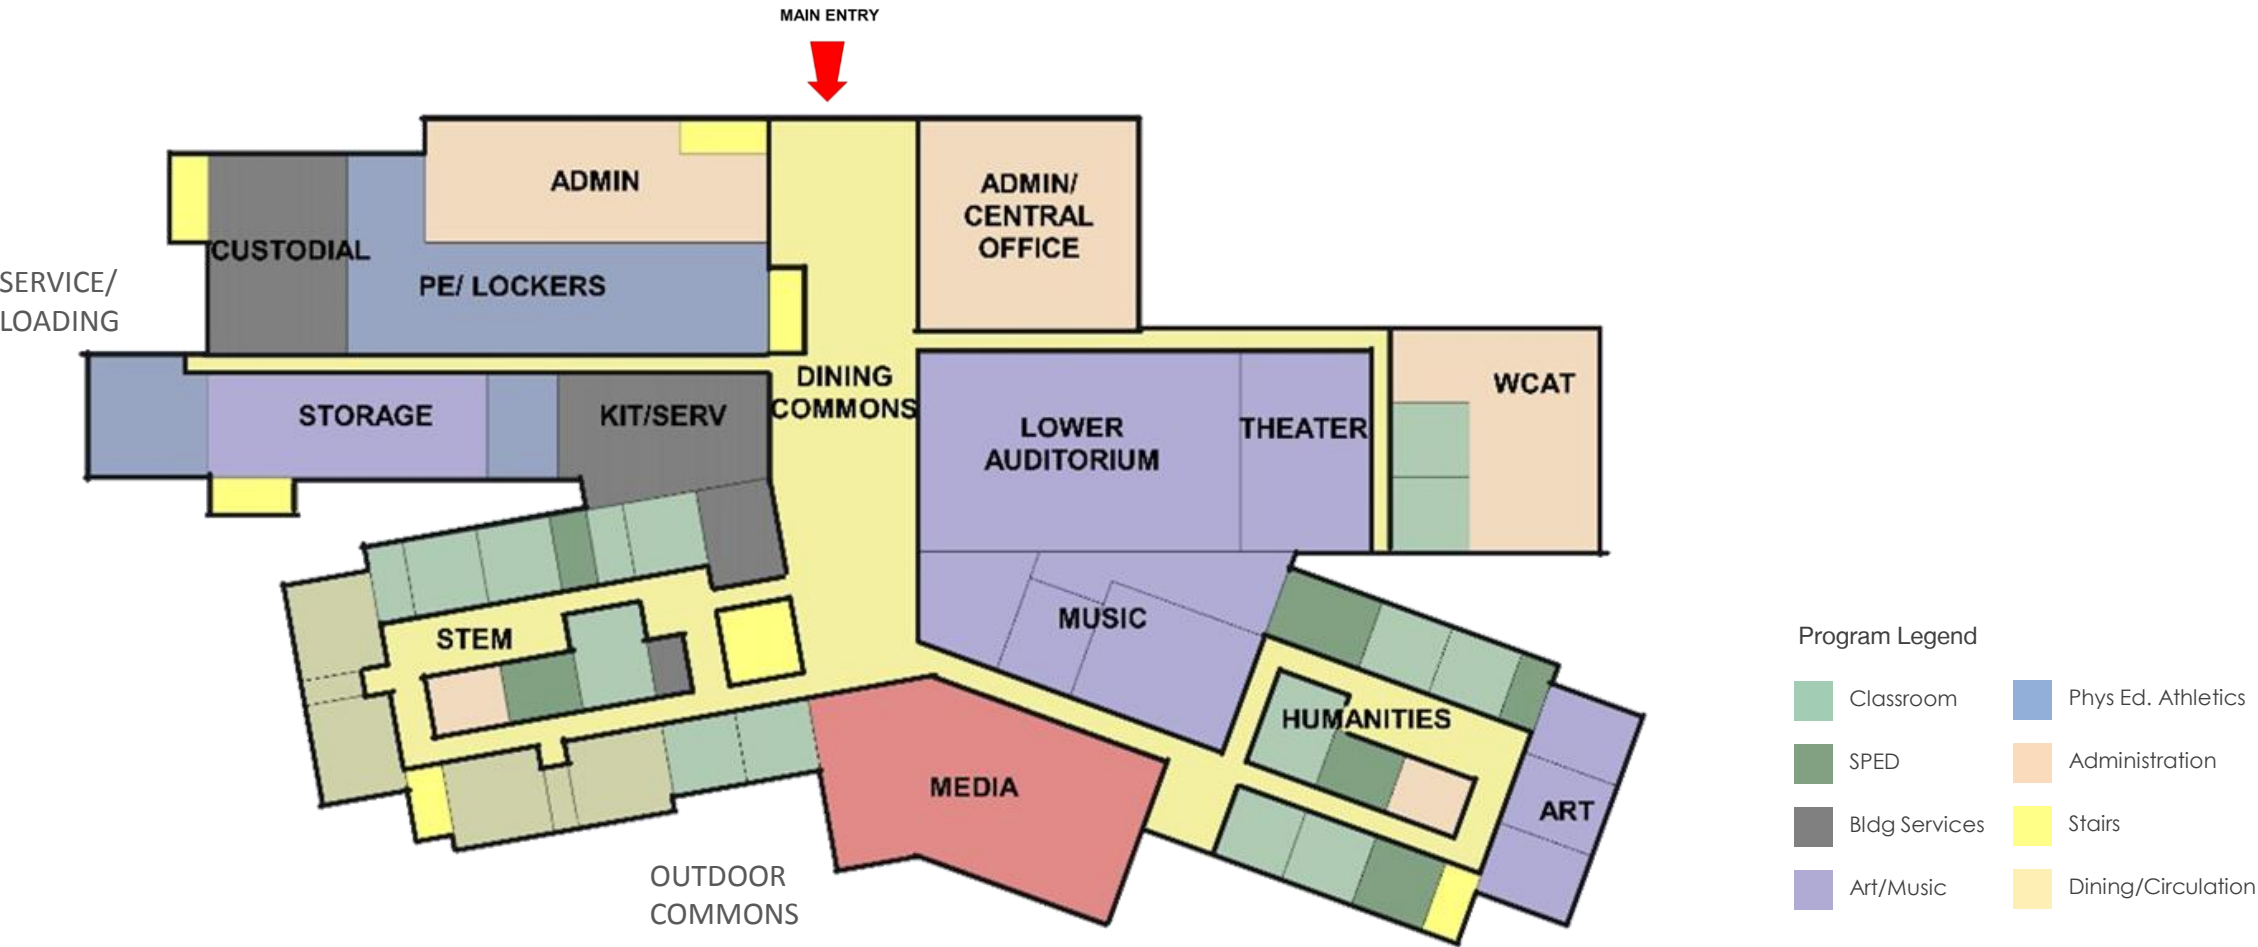 MAIN ENTRY
ADMIN
ADMIN/
CENTRAL
OFFICE
CUSTODIAL
PE/ LOCKERS
SERVICE/
LOADING
DINING
COMMONS
WCAT
STORAGE
KIT/SERV
LOWER
AUDITORIUM
THEATER
STEM
MUSIC
HUMANITIES
MEDIA
ART
OUTDOOR
COMMONS
Program Legend
Classroom
Phys Ed. Athletics
SPED
Administration
Bldg Services
Stairs
Art/Music
Dining/Circulation